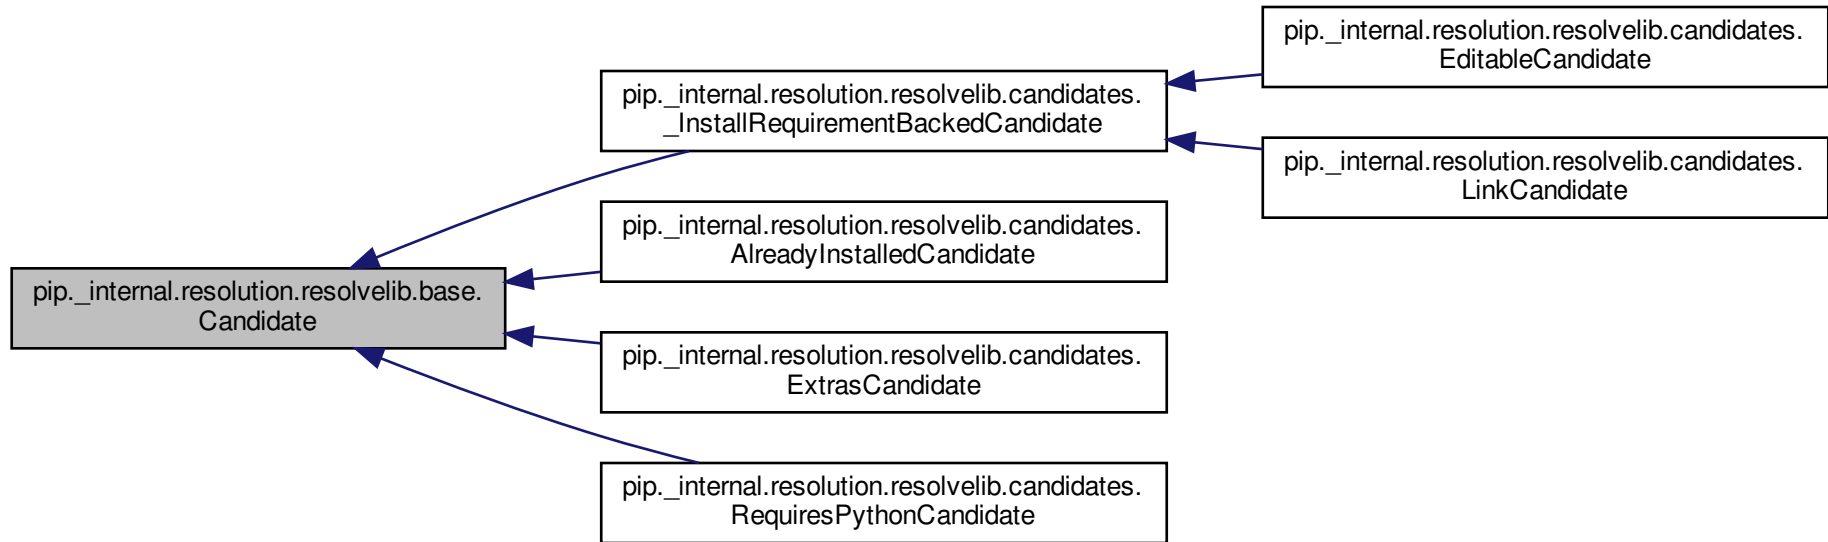 pip._internal.resolution.resolvelib.candidates.
EditableCandidate
pip._internal.resolution.resolvelib.candidates.
_InstallRequirementBackedCandidate
pip._internal.resolution.resolvelib.candidates.
LinkCandidate
pip._internal.resolution.resolvelib.candidates.
AlreadyInstalledCandidate
pip._internal.resolution.resolvelib.base.
Candidate
pip._internal.resolution.resolvelib.candidates.
ExtrasCandidate
pip._internal.resolution.resolvelib.candidates.
RequiresPythonCandidate